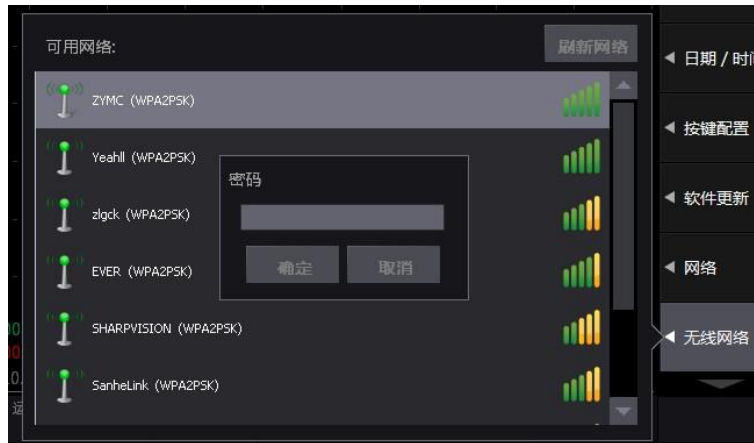 可用网络:
刷新网络
ZYMC (WPA2PSK)
Yeahll (WPA2PSK)
zlgck (WPA2PSK)
EVER (WPA2PSK)
SHARPVISION (WPA2PSK)
SanheLink (WPA2PSK)
密码
确定
取消
日期 / 时
按键配置
软件更新
网络
无线网络